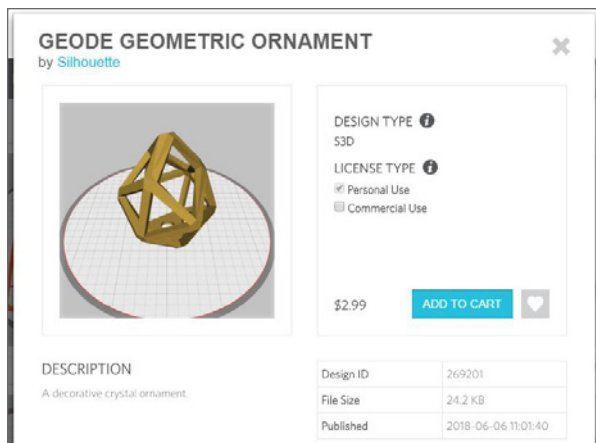 GEODE GEOMETRIC ORNAMENT
by Silhouette
DESIGN TYPE i
S3D
LICENSE TYPE i
Personal Use
Commercial Use
$2.99 ADD TO CART
DESCRIPTION
A decorative crystal ornament.
Design ID 269201
File Size 24.2 KB
Published 2018-06-06 11:01:40